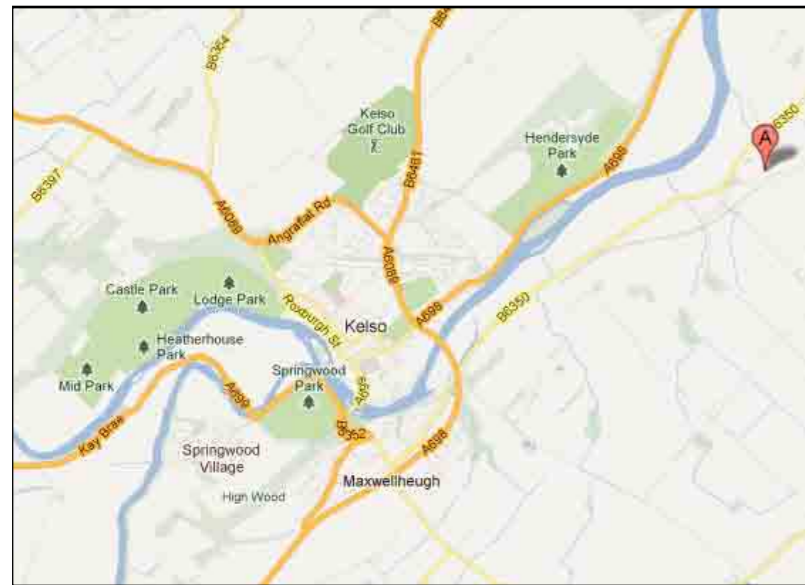 B6364
B64
Kelso
Golf Club
Hendersyde
Park
B6350
A
B6397
B6461
A698
A6089
Angraflat Rd
A6089
Castle Park
Lodge Park
Roxburgh St
Kelso
A698
B6350
Heatherhouse
Park
Mid Park
Springwood
Park
A699
A699
Kay Brae
B6352
A698
Springwood
Village
Maxwellheugh
High Wood